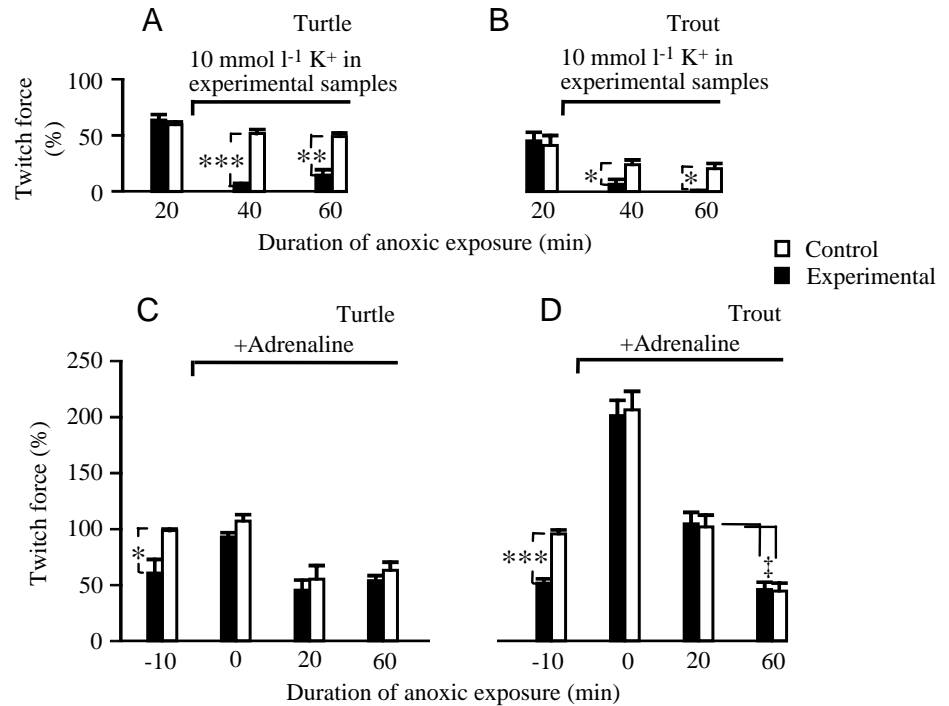 A Turtle
10 mmol l-1 K+ in
experimental samples
B Trout
10 mmol l-1 K+ in
experimental samples
Twitch force
(%)
100
50
0
***
**
*
*
20 40 60
20 40 60
Duration of anoxic exposure (min)
Control
Experimental
C Turtle
+Adrenaline
D Trout
+Adrenaline
Twitch force (%)
250
200
150
100
50
0
*
***
‡
-10 0 20 60
-10 0 20 60
Duration of anoxic exposure (min)